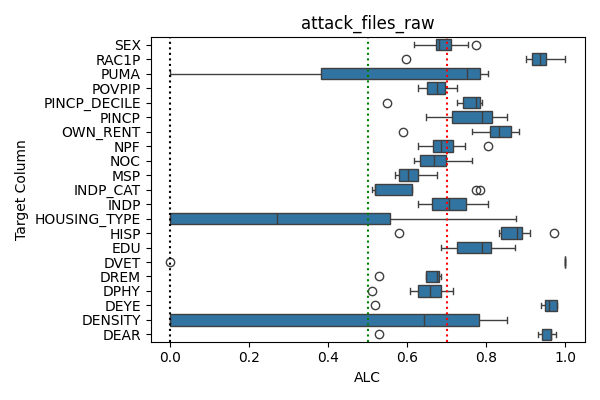 attack_files_raw
Target Column
SEX
RAC1P
PUMA
POVPIP
PINCP_DECILE
PINCP
OWN_RENT
NPF
NOC
MSP
INDP_CAT
INDP
HOUSING_TYPE
HISP
EDU
DVET
DREM
DPHY
DEYE
DENSITY
DEAR
0.0 0.2 0.4 0.6 0.8 1.0
ALC